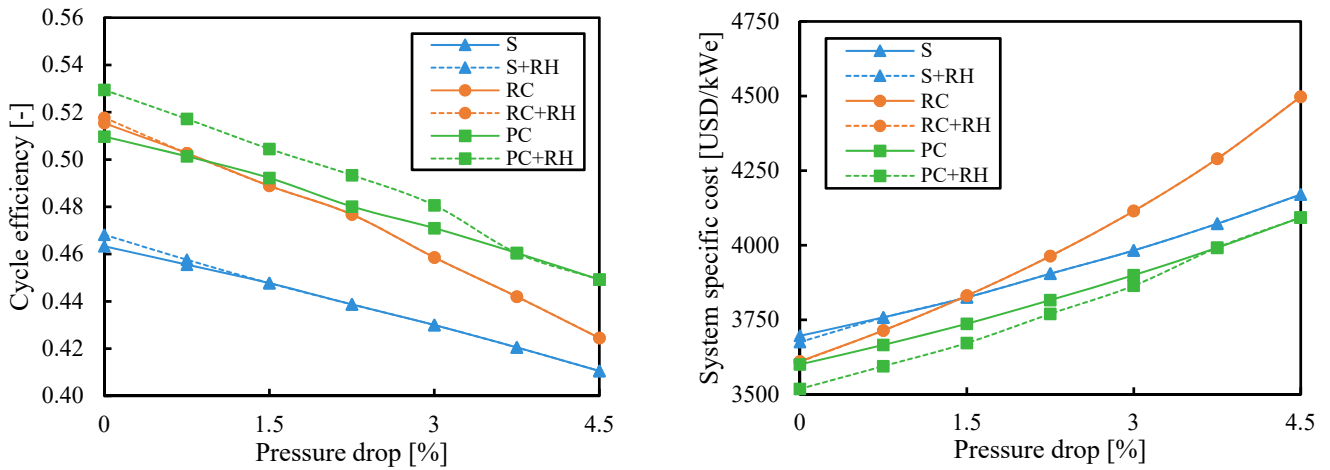 0.56
0.54
0.52
0.50
0.48
0.46
0.44
0.42
0.40
Cycle efficiency [-]
S
S+RH
RC
RC+RH
PC
PC+RH
0 1.5 3 4.5
Pressure drop [%]
4750
4500
4250
4000
3750
3500
System specific cost [USD/kWe]
S
S+RH
RC
RC+RH
PC
PC+RH
0 1.5 3 4.5
Pressure drop [%]